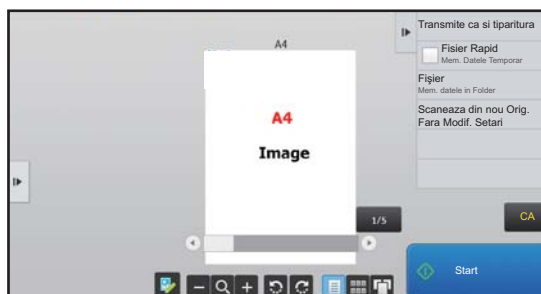 A4
A4
Image
1/5
Transmite ca si tiparitura
Fisier Rapid
Mem. Datele Temporar
Fişier
Mem. datele in Folder
Scaneaza din nou Orig.
Fara Modif. Setari
CA
Start